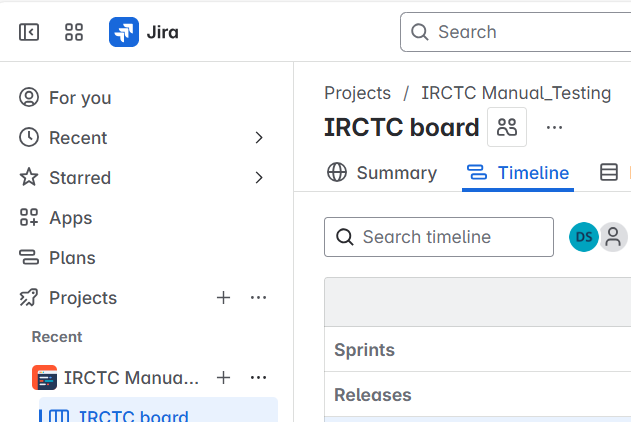 Jira
Search
For you
Recent
Starred
Apps
Plans
Projects
Recent
IRCTC Manua...
IRCTC board
Projects / IRCTC Manual_Testing
IRCTC board
Summary
Timeline
Search timeline
DS
Sprints
Releases